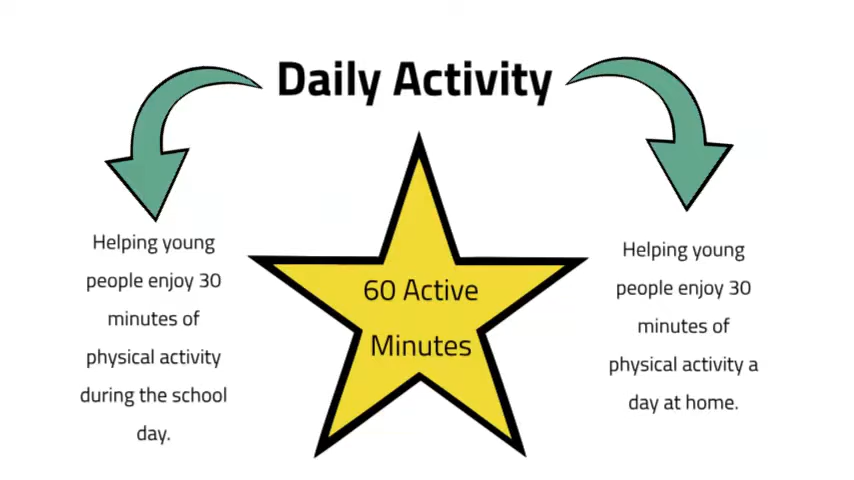 Daily Activity
Helping young
people enjoy 30
minutes of
physical activity
during the school
day.
60 Active
Minutes
Helping young
people enjoy 30
minutes of
physical activity a
day at home.